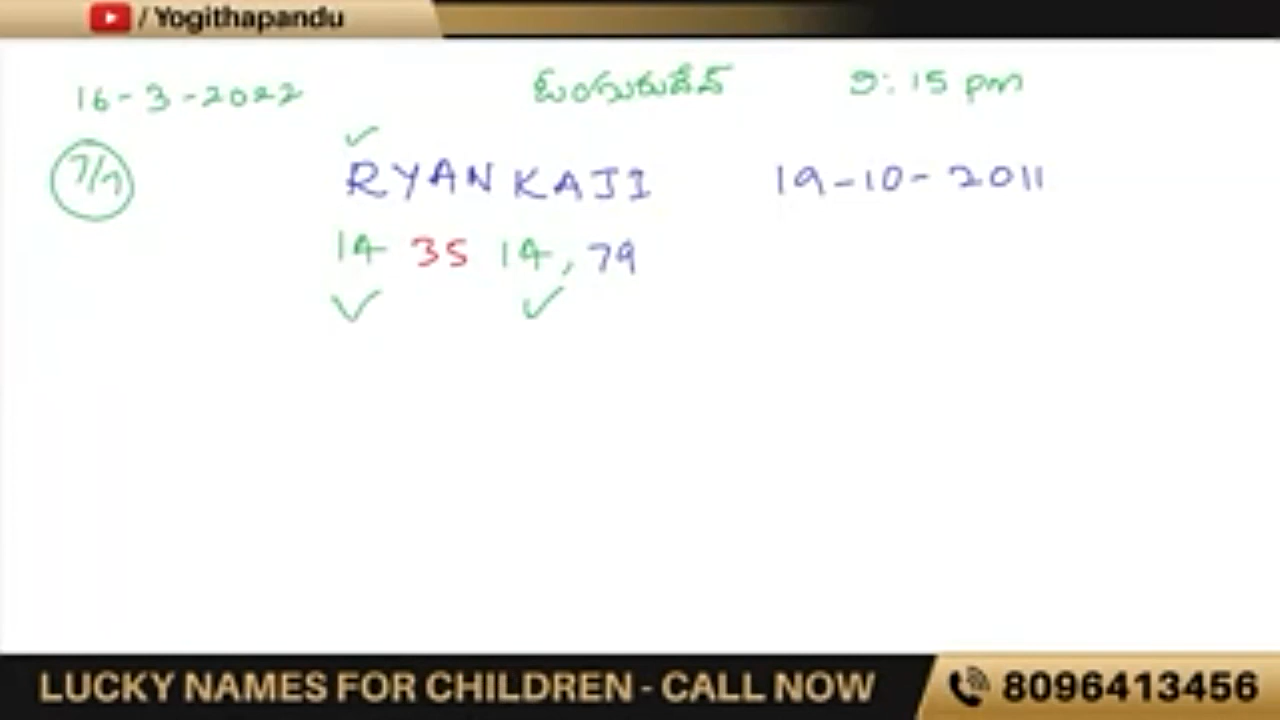 / Yogithapandu
16-3-2022 ఓంగురుదేవ్ 9:15 pm
7/7 RYAN KAJI 19-10-2011
14 35 14, 79
LUCKY NAMES FOR CHILDREN - CALL NOW 8096413456